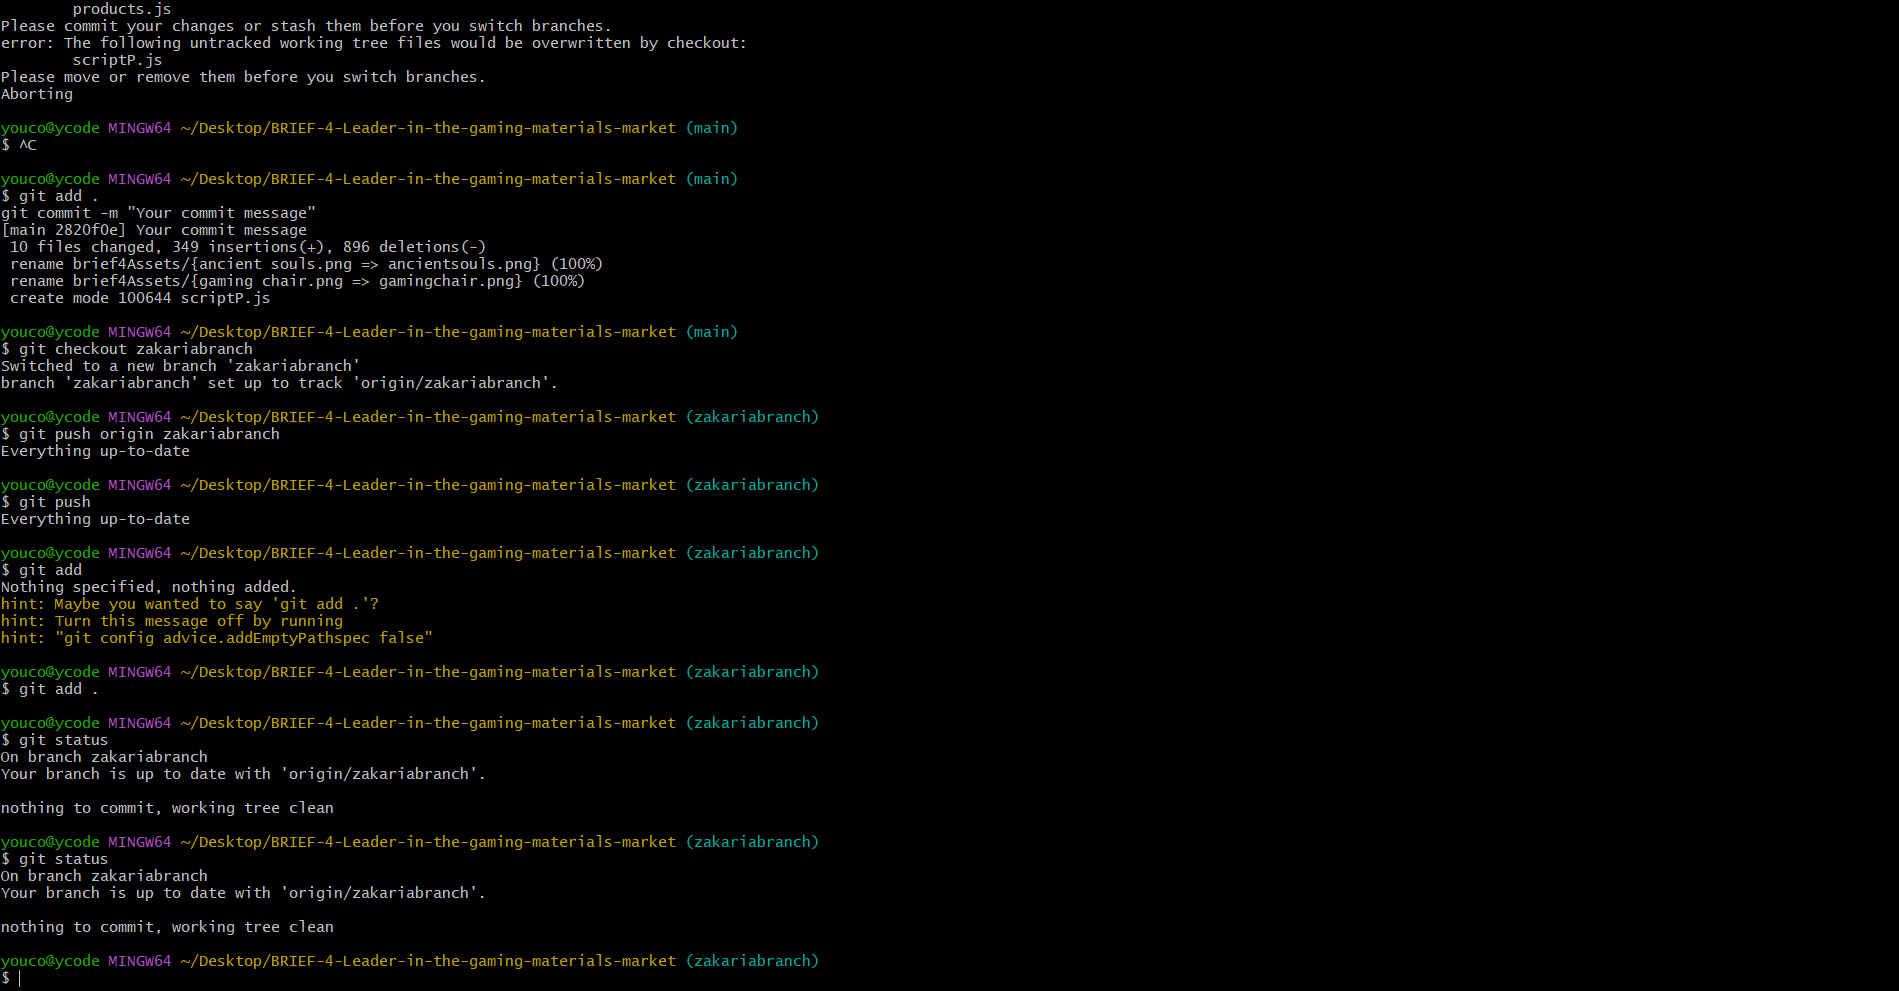 products.js
Please commit your changes or stash them before you switch branches.
error: The following untracked working tree files would be overwritten by checkout:
scriptP.js
Please move or remove them before you switch branches.
Aborting
youco@ycode MINGW64 ~/Desktop/BRIEF-4-Leader-in-the-gaming-materials-market (main)
$ ^C
youco@ycode MINGW64 ~/Desktop/BRIEF-4-Leader-in-the-gaming-materials-market (main)
$ git add .
git commit -m "Your commit message"
[main 2820f0e] Your commit message
10 files changed, 349 insertions(+), 896 deletions(-)
rename brief4Assets/{ancient souls.png => ancientsouls.png} (100%)
rename brief4Assets/{gaming chair.png => gamingchair.png} (100%)
create mode 100644 scriptP.js
youco@ycode MINGW64 ~/Desktop/BRIEF-4-Leader-in-the-gaming-materials-market (main)
$ git checkout zakariabranch
Switched to a new branch 'zakariabranch'
branch 'zakariabranch' set up to track 'origin/zakariabranch'.
youco@ycode MINGW64 ~/Desktop/BRIEF-4-Leader-in-the-gaming-materials-market (zakariabranch)
$ git push origin zakariabranch
Everything up-to-date
youco@ycode MINGW64 ~/Desktop/BRIEF-4-Leader-in-the-gaming-materials-market (zakariabranch)
$ git push
Everything up-to-date
youco@ycode MINGW64 ~/Desktop/BRIEF-4-Leader-in-the-gaming-materials-market (zakariabranch)
$ git add
Nothing specified, nothing added.
hint: Maybe you wanted to say 'git add .'?
hint: Turn this message off by running
hint: "git config advice.addEmptyPathspec false"
youco@ycode MINGW64 ~/Desktop/BRIEF-4-Leader-in-the-gaming-materials-market (zakariabranch)
$ git add .
youco@ycode MINGW64 ~/Desktop/BRIEF-4-Leader-in-the-gaming-materials-market (zakariabranch)
$ git status
On branch zakariabranch
Your branch is up to date with 'origin/zakariabranch'.
nothing to commit, working tree clean
youco@ycode MINGW64 ~/Desktop/BRIEF-4-Leader-in-the-gaming-materials-market (zakariabranch)
$ git status
On branch zakariabranch
Your branch is up to date with 'origin/zakariabranch'.
nothing to commit, working tree clean
youco@ycode MINGW64 ~/Desktop/BRIEF-4-Leader-in-the-gaming-materials-market (zakariabranch)
$